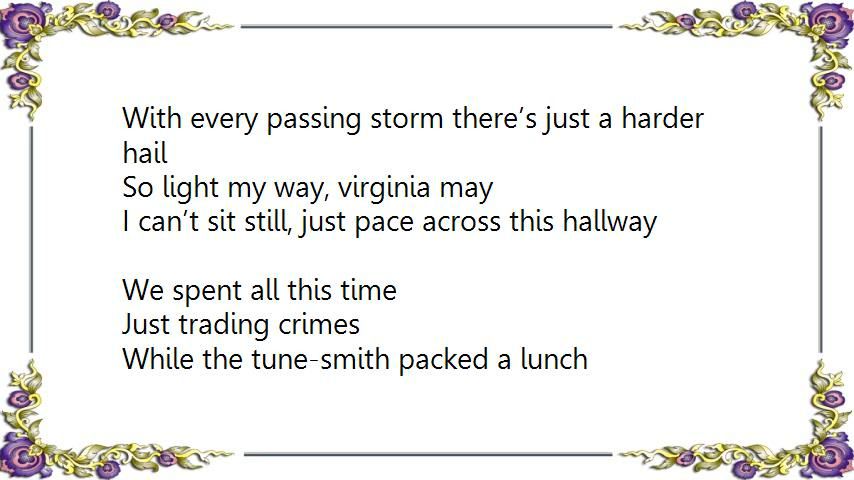 With every passing storm there’s just a harder
hail
So light my way, virginia may
I can’t sit still, just pace across this hallway
We spent all this time
Just trading crimes
While the tune-smith packed a lunch